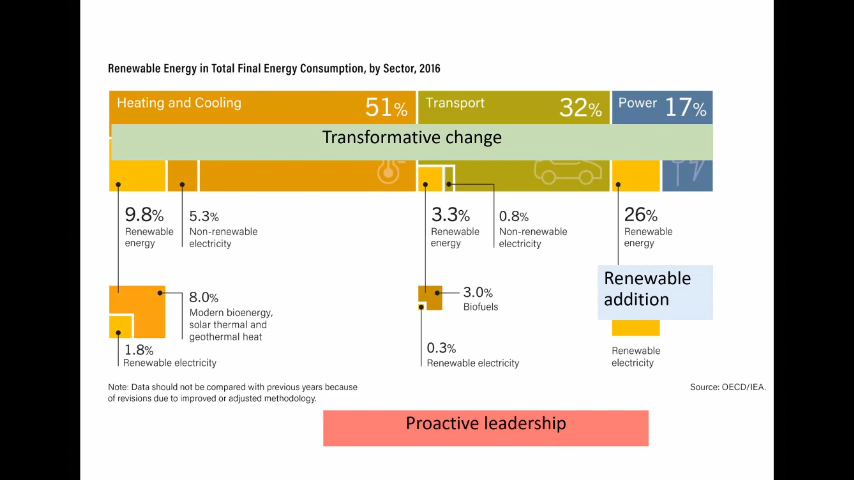 Renewable Energy in Total Final Energy Consumption, by Sector, 2016
Heating and Cooling 51% Transport 32% Power 17%
Transformative change
9.8% 5.3% 3.3% 0.8% 26%
Renewable Non-renewable Renewable Non-renewable Renewable
energy electricity energy electricity energy
Renewable
addition
8.0%
Modern bioenergy,
solar thermal and
geothermal heat
3.0%
Biofuels
1.8%
Renewable electricity
0.3%
Renewable electricity
Renewable
electricity
Note: Data should not be compared with previous years because
of revisions due to improved or adjusted methodology.
Source: OECD/IEA.
Proactive leadership